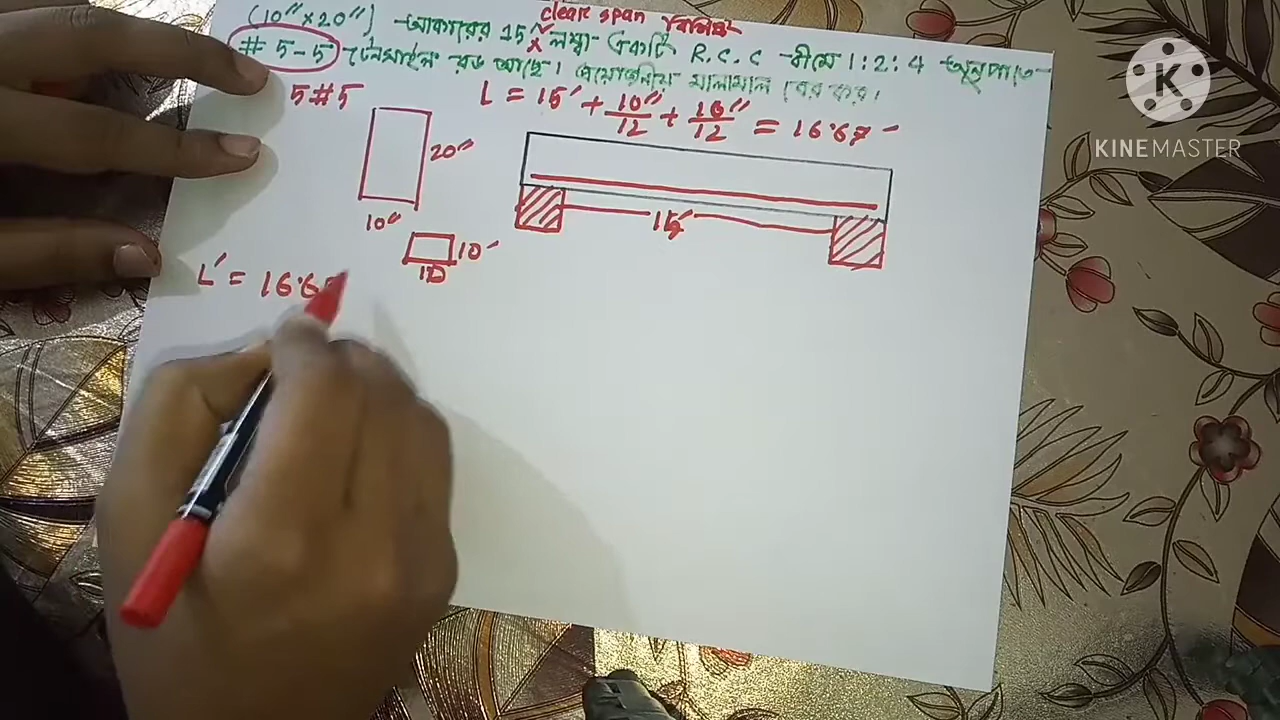 clear span
(10"×20") - আকারের 15' লম্বা একটি বিশিষ্ট R.C.C বীমে 1:2:4 অনুপাতে
# 5-5 টেনসাইল রড আছে। প্রয়োজনীয় মালামাল বের কর।
5#5
L = 15' + 10"/12 + 10"/12 = 16.67'
20"
10"
15'
10"
10
L' = 16.6
K
KINEMASTER